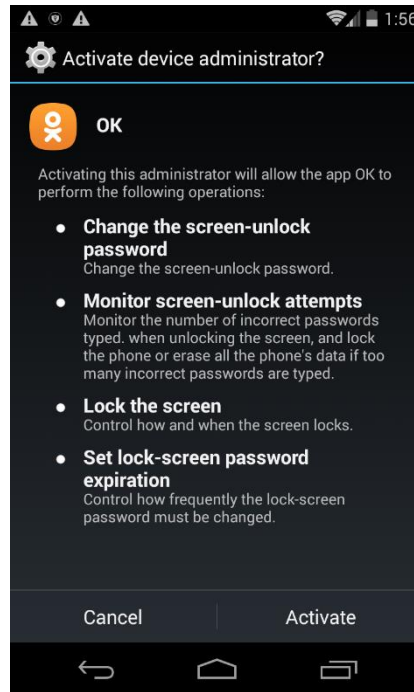 1:56
Activate device administrator?
OK
Activating this administrator will allow the app OK to
perform the following operations:
● Change the screen-unlock
password
Change the screen-unlock password.
● Monitor screen-unlock attempts
Monitor the number of incorrect passwords
typed. when unlocking the screen, and lock
the phone or erase all the phone's data if too
many incorrect passwords are typed.
● Lock the screen
Control how and when the screen locks.
● Set lock-screen password
expiration
Control how frequently the lock-screen
password must be changed.
Cancel
Activate